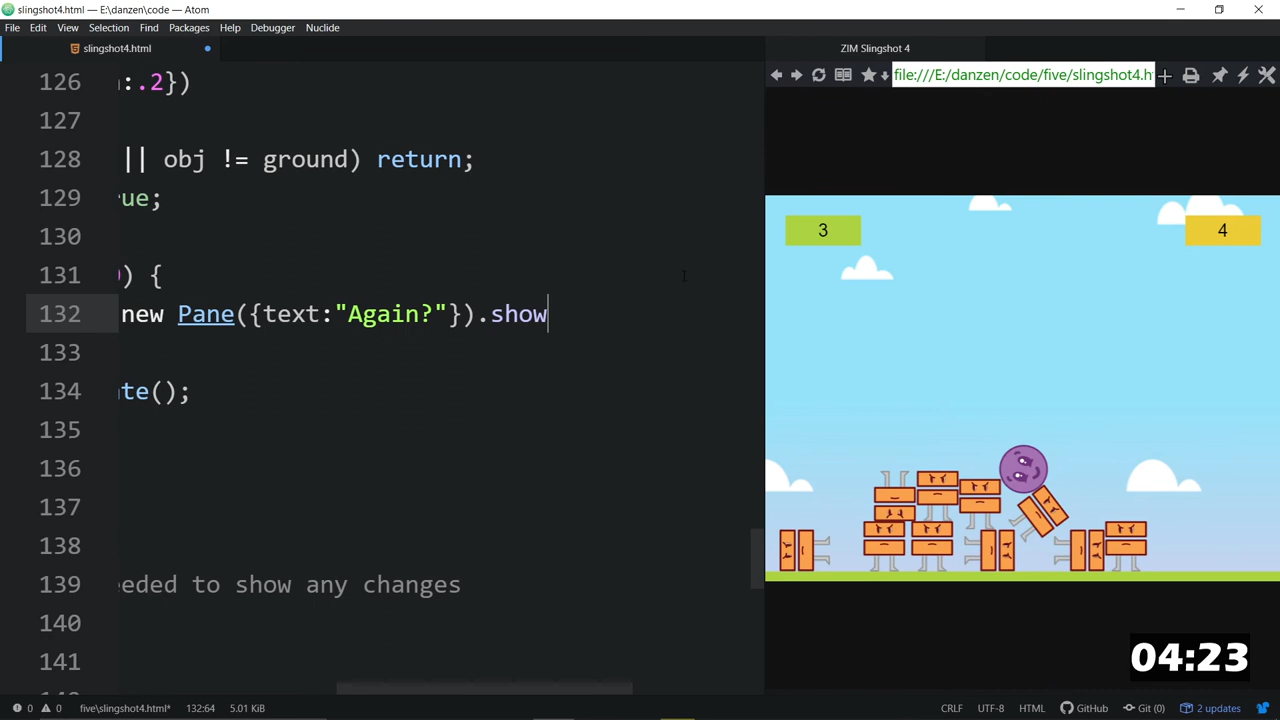 slingshot4.html — E:\danzen\code — Atom
File Edit View Selection Find Packages Help Debugger Nuclide
slingshot4.html
ZIM Slingshot 4
file:///E:/danzen/code/five/slingshot4.h
126 :.2})
127
128 || obj != ground) return;
129 rue;
130
131 ) {
132 new Pane({text:"Again?"}).show
133
134 te();
135
136
137
138
139 eded to show any changes
140
141
3
4
04:23
0 0 five\slingshot4.html* 132:64 5.01 KiB
CRLF UTF-8 HTML GitHub Git (0) 2 updates